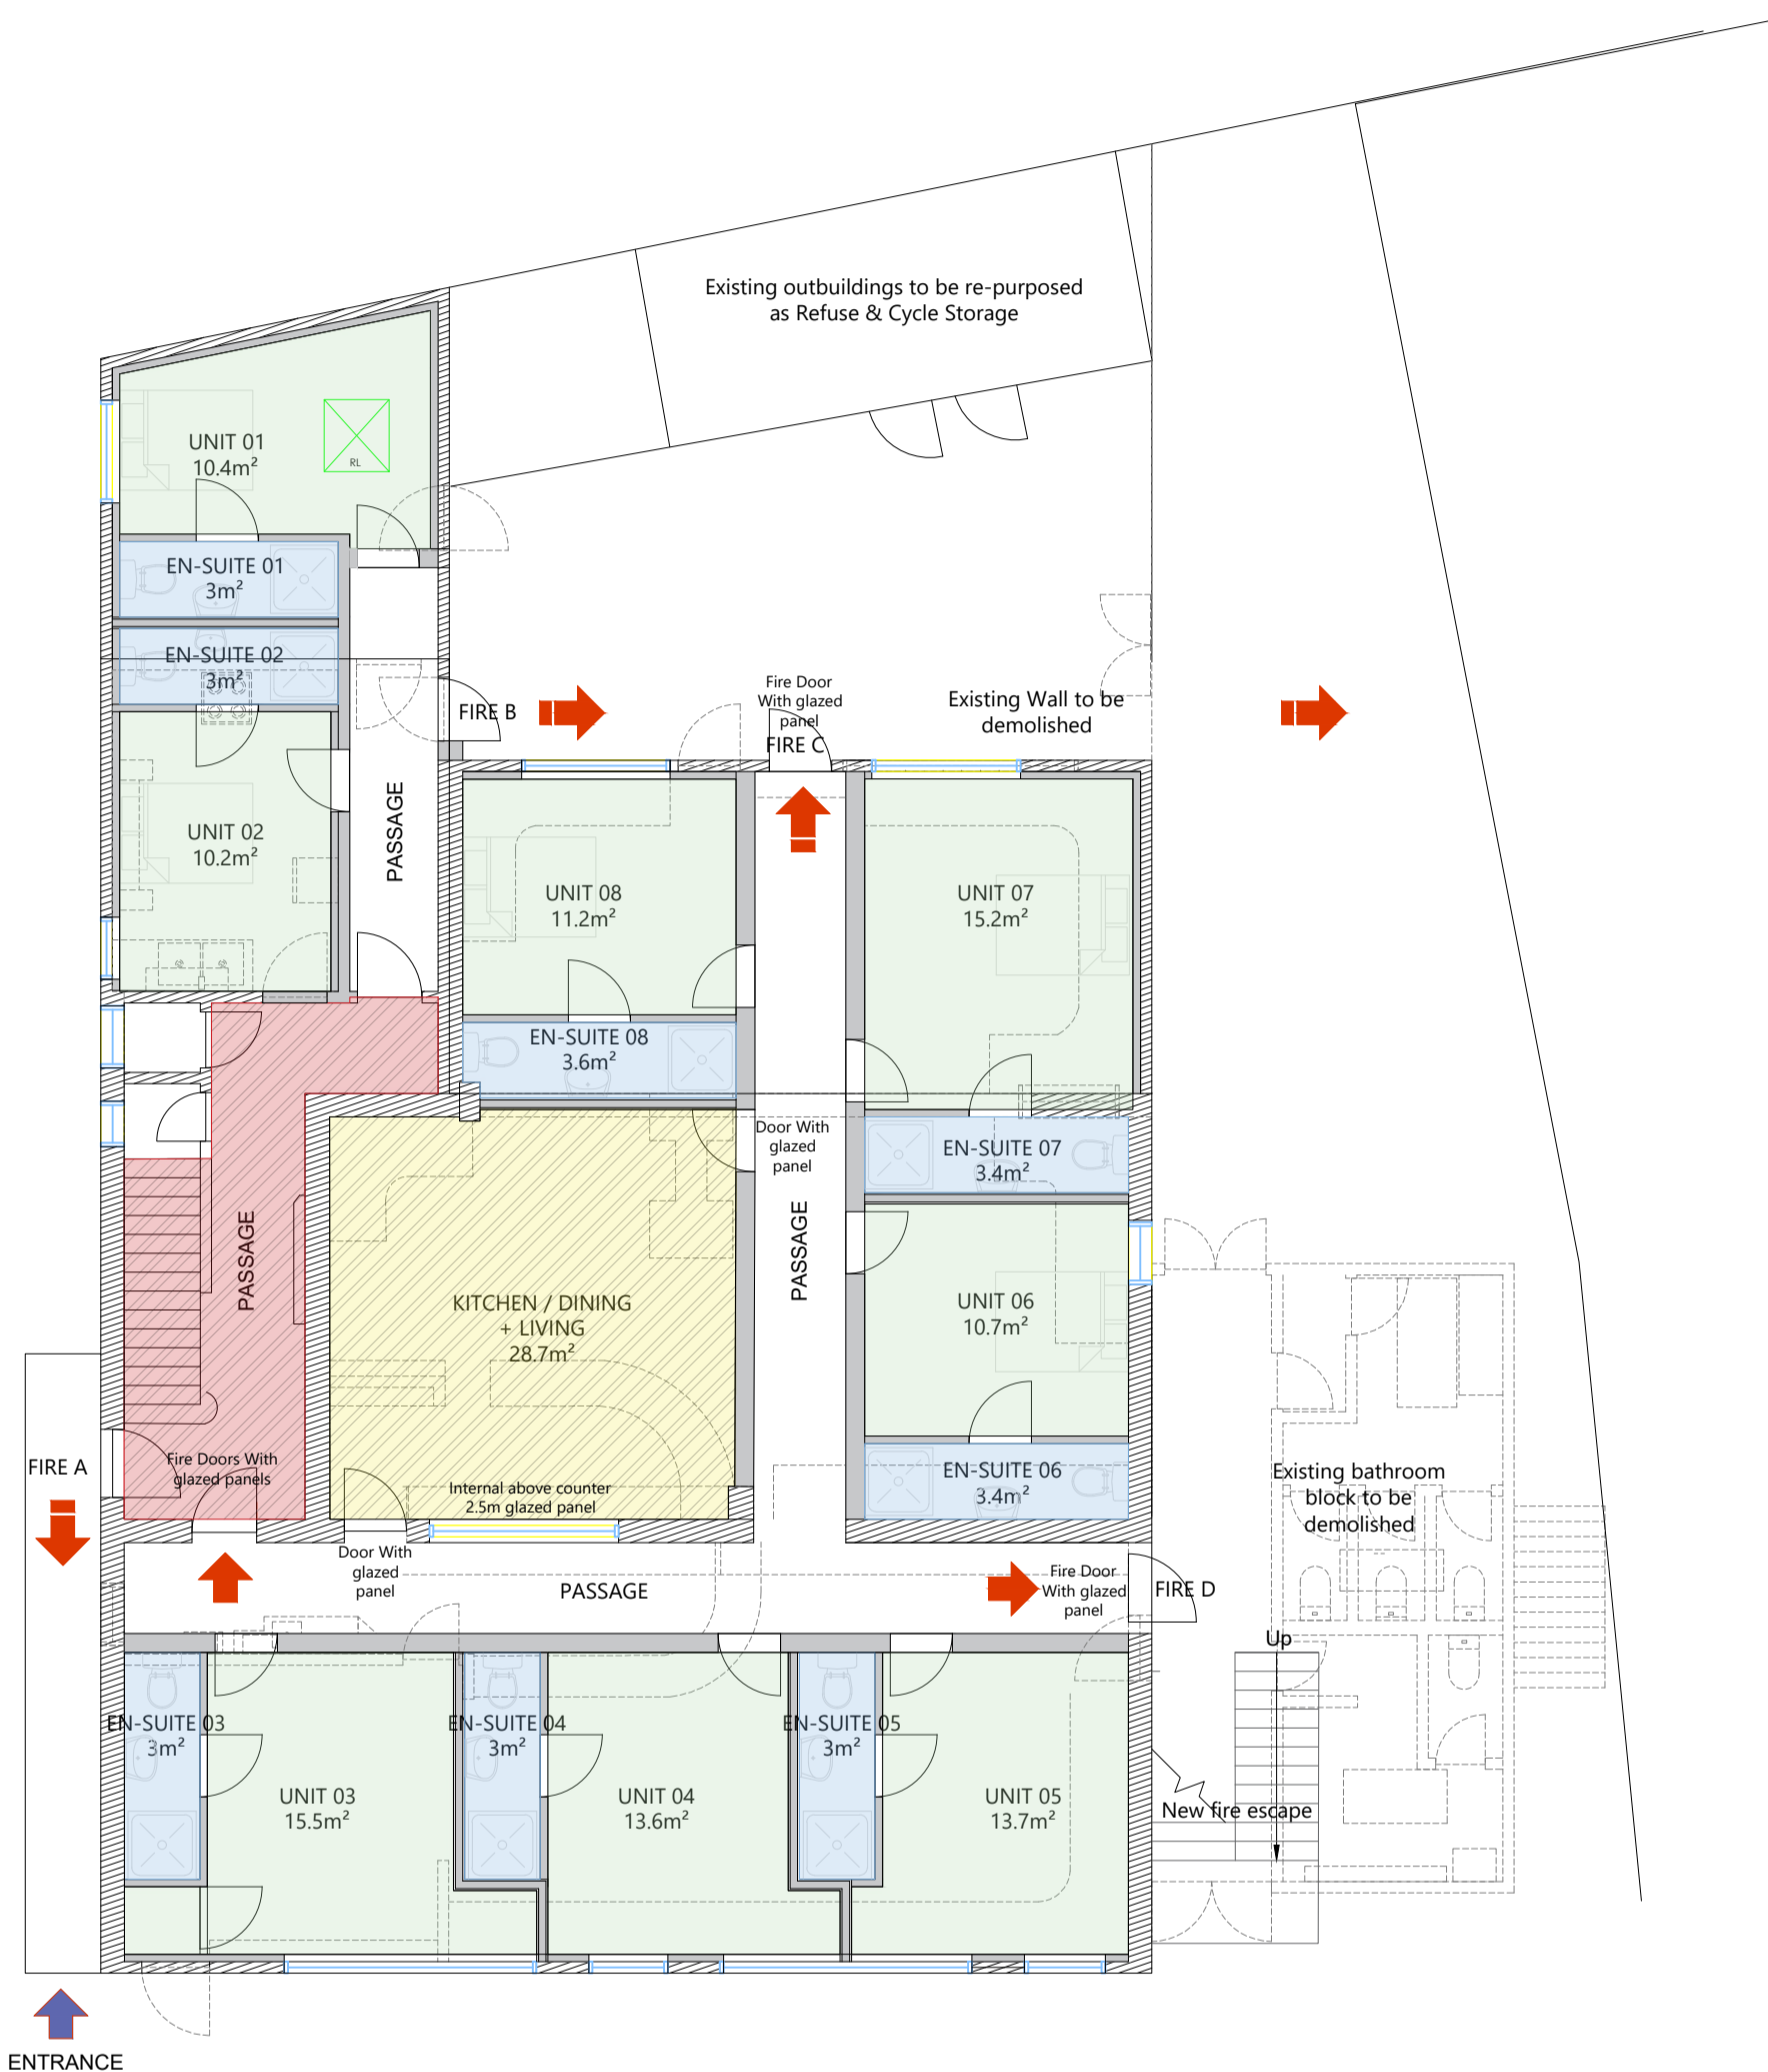 Existing outbuildings to be re-purposed
as Refuse & Cycle Storage
UNIT 01
10.4m²
RL
EN-SUITE 01
3m²
EN-SUITE 02
3m²
FIRE B
Fire Door
With glazed
panel
FIRE C
Existing Wall to be
demolished
UNIT 02
10.2m²
PASSAGE
UNIT 08
11.2m²
UNIT 07
15.2m²
EN-SUITE 08
3.6m²
Door With
glazed
panel
EN-SUITE 07
3.4m²
PASSAGE
PASSAGE
KITCHEN / DINING
+ LIVING
28.7m²
UNIT 06
10.7m²
FIRE A
Fire Doors With
glazed panels
Internal above counter
2.5m glazed panel
EN-SUITE 06
3.4m²
Existing bathroom
block to be
demolished
Door With
glazed
panel
PASSAGE
Fire Door
With glazed
panel
FIRE D
Up
EN-SUITE 03
3m²
EN-SUITE 04
3m²
EN-SUITE 05
3m²
UNIT 03
15.5m²
UNIT 04
13.6m²
UNIT 05
13.7m²
New fire escape
ENTRANCE